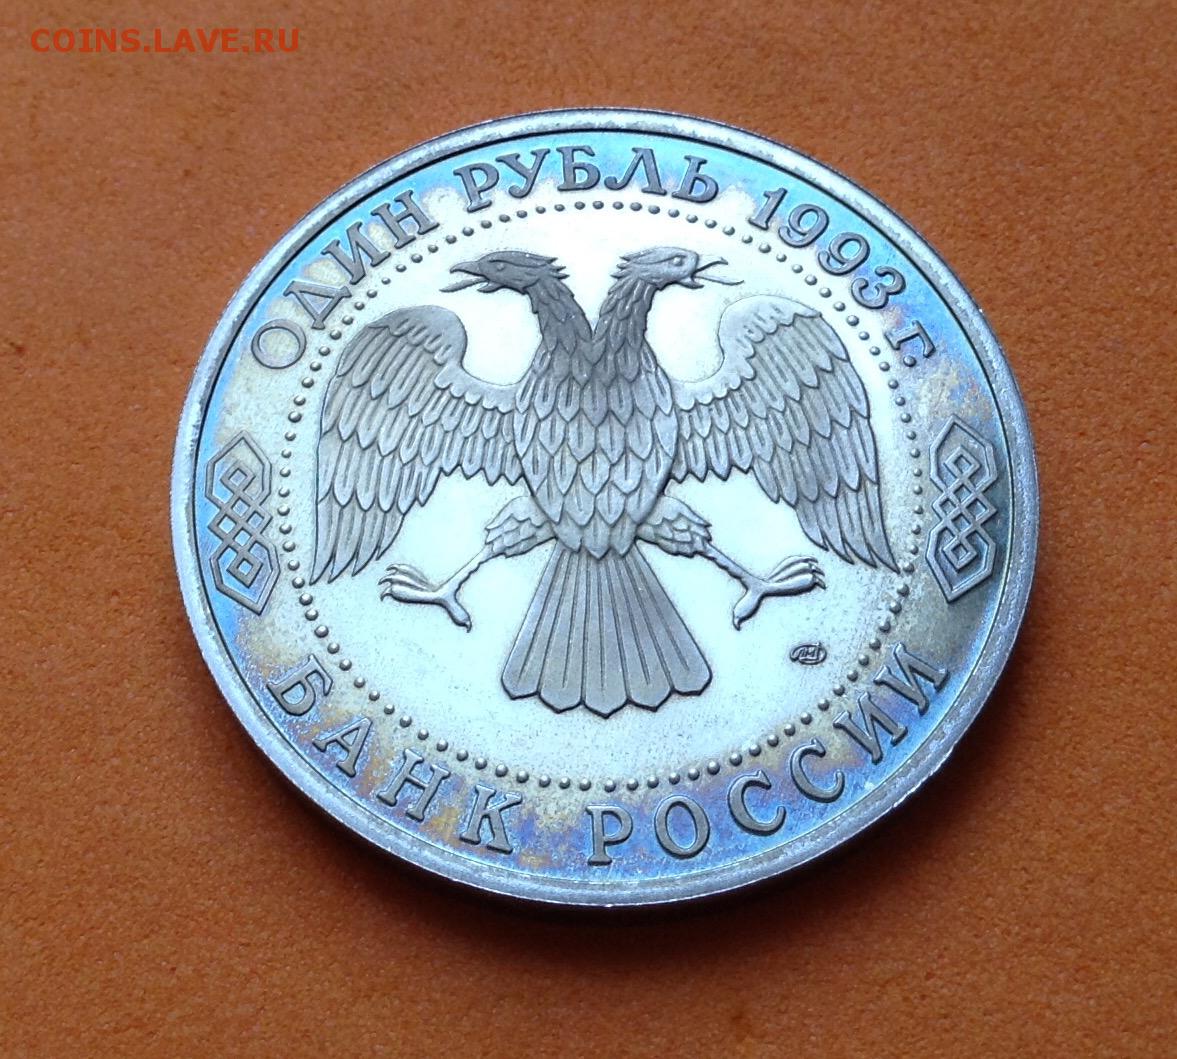 COINS.LAVE.RU
ОДИН РУБЛЬ 1993 г.
ЛМД
БАНК РОССИИ